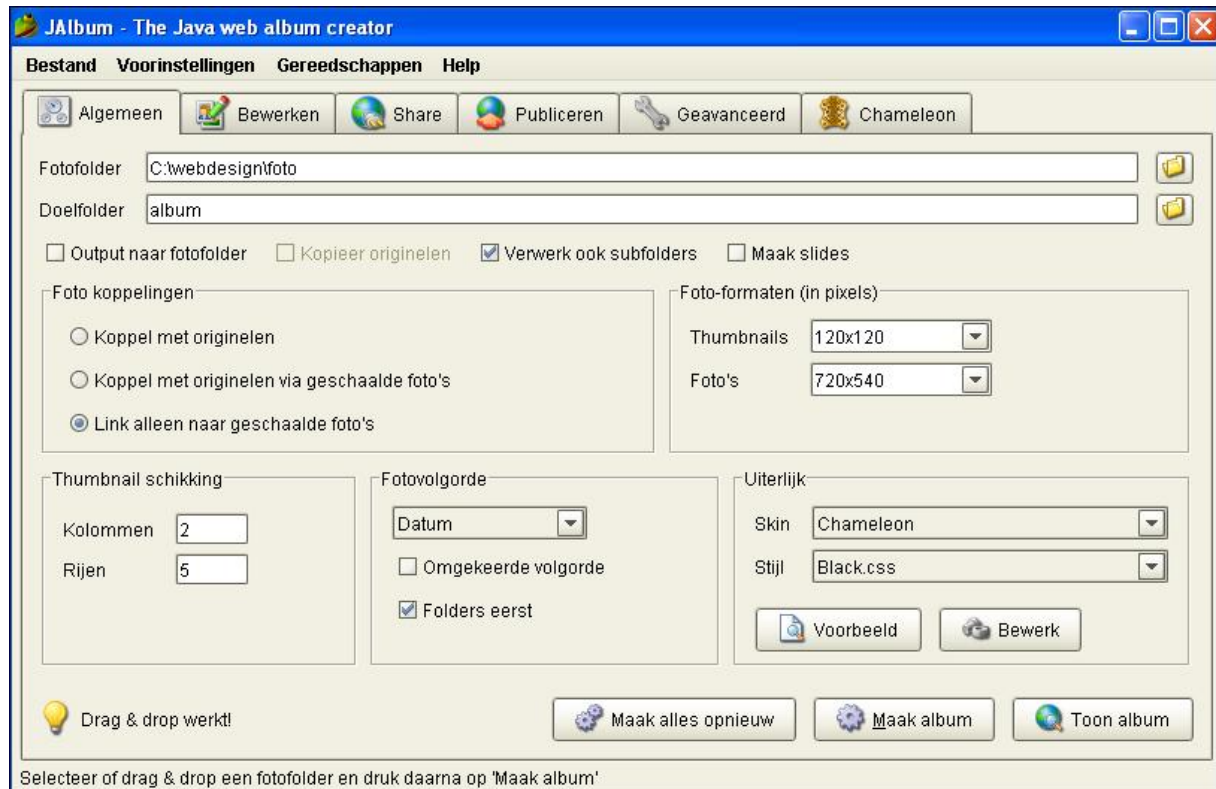 JAlbum - The Java web album creator
Bestand Voorinstellingen Gereedschappen Help
Algemeen Bewerken Share Publiceren Geavanceerd Chameleon
Fotofolder C:\webdesign\foto
Doelfolder album
Output naar fotofolder Kopieer originelen Verwerk ook subfolders Maak slides
Foto koppelingen
Koppel met originelen
Koppel met originelen via geschaalde foto's
Link alleen naar geschaalde foto's
Foto-formaten (in pixels)
Thumbnails 120x120
Foto's 720x540
Thumbnail schikking
Kolommen 2
Rijen 5
Fotovolgorde
Datum
Omgekeerde volgorde
Folders eerst
Uiterlijk
Skin Chameleon
Stijl Black.css
Voorbeeld Bewerk
Drag & drop werkt!
Maak alles opnieuw Maak album Toon album
Selecteer of drag & drop een fotofolder en druk daarna op 'Maak album'